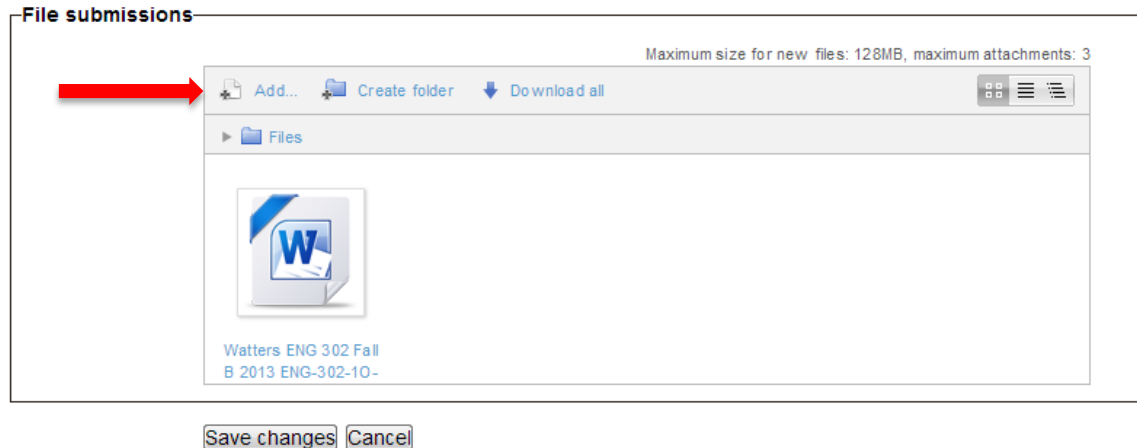 File submissions
Maximum size for new files: 128MB, maximum attachments: 3
Add... Create folder Download all
Files
W
Watters ENG 302 Fall
B 2013 ENG-302-1O-
Save changes Cancel